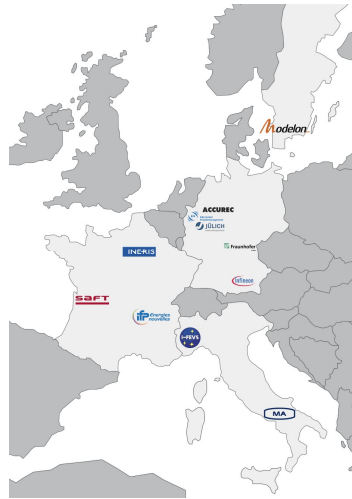 Modelon
ACCUREC
JÜLICH
Fraunhofer
INERIS
infineon
saft
ifp Energies
nouvelles
i-FEVS
MA